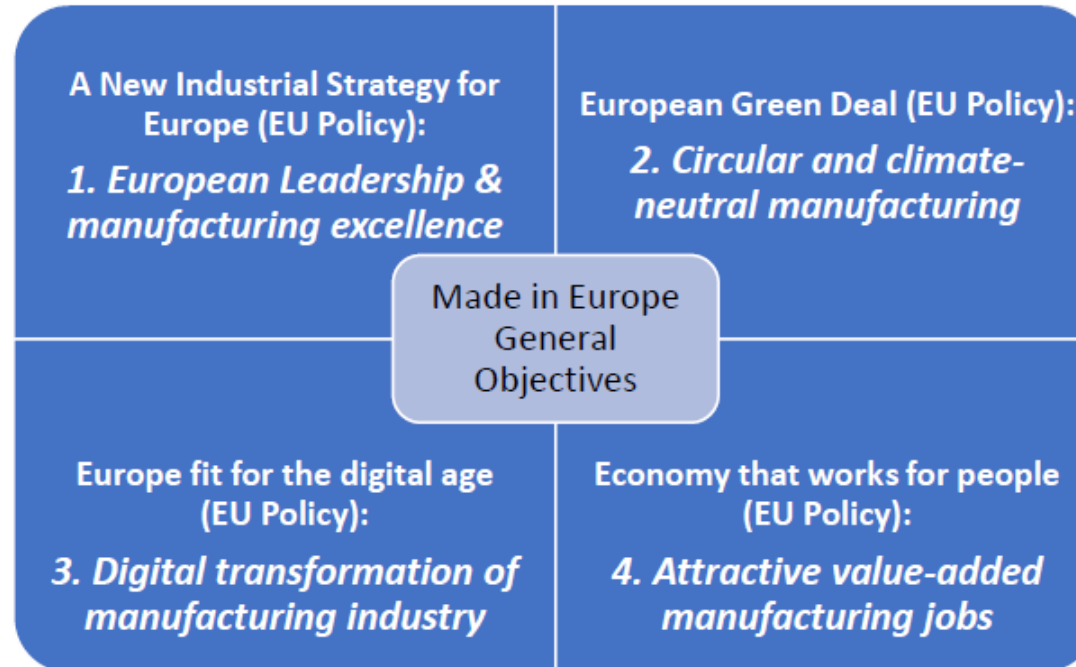 A New Industrial Strategy for
Europe (EU Policy):
1. European Leadership &
manufacturing excellence
European Green Deal (EU Policy):
2. Circular and climate-
neutral manufacturing
Made in Europe
General
Objectives
Europe fit for the digital age
(EU Policy):
3. Digital transformation of
manufacturing industry
Economy that works for people
(EU Policy):
4. Attractive value-added
manufacturing jobs